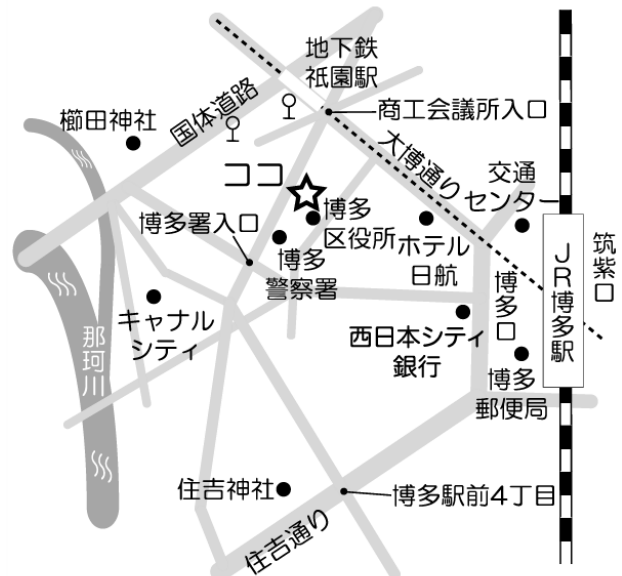 地下鉄
祇園駅
国体道路
商工会議所入口
櫛田神社
大博通り
交通
センター
ココ
博多
区役所
博多署入口
ホテル
日航
筑紫口
博多
警察署
博多口
JR博多駅
キャナル
シティ
西日本シティ
銀行
那珂川
博多
郵便局
住吉神社
博多駅前4丁目
住吉通り